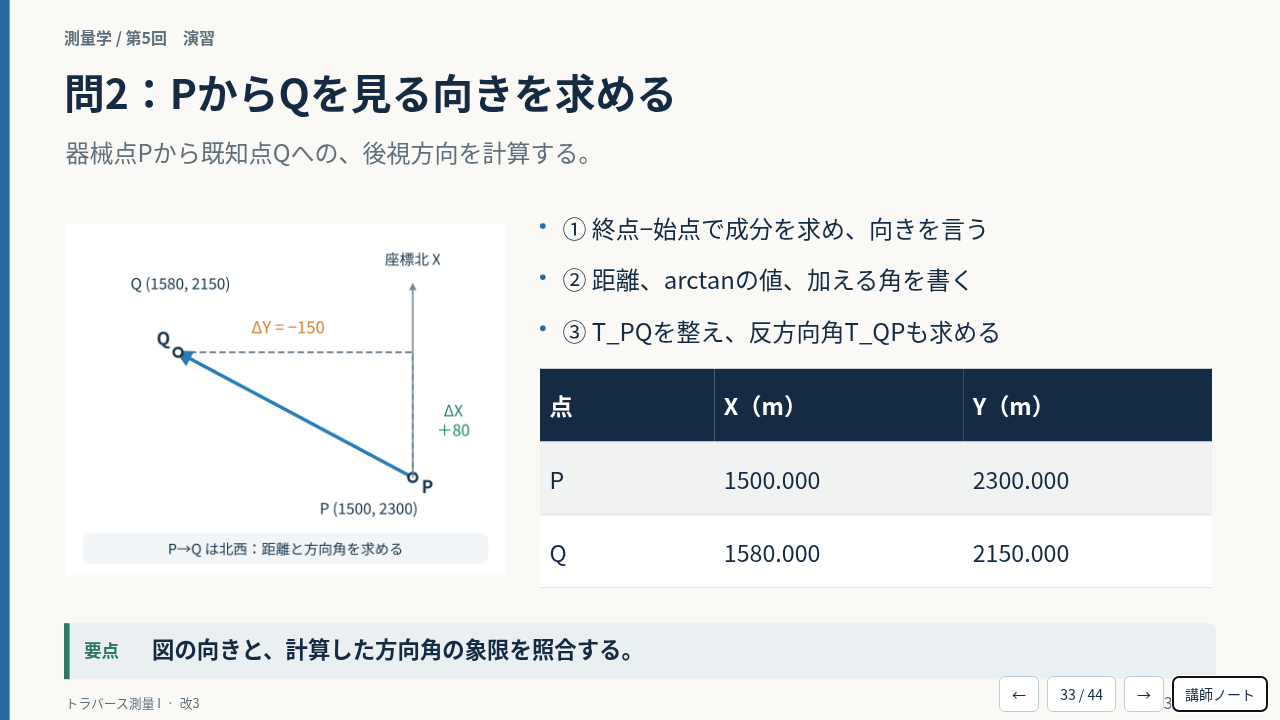 測量学 / 第5回　演習
問2：PからQを見る向きを求める
器械点Pから既知点Qへの、後視方向を計算する。
座標北 X
Q (1580, 2150)
ΔY = −150
Q
ΔX
＋80
P
P (1500, 2300)
P→Q は北西：距離と方向角を求める
• ① 終点−始点で成分を求め、向きを言う
• ② 距離、arctanの値、加える角を書く
• ③ T_PQを整え、反方向角T_QPも求める
点 X（m） Y（m）
P 1500.000 2300.000
Q 1580.000 2150.000
要点 図の向きと、計算した方向角の象限を照合する。
トラバース測量 I · 改3
← 33 / 44 → 3 講師ノート